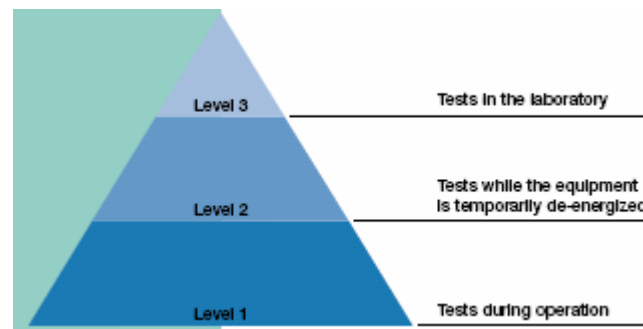 Level 3
Tests in the laboratory
Tests while the equipment
is temporarily de-energized
Level 2
Level 1
Tests during operation